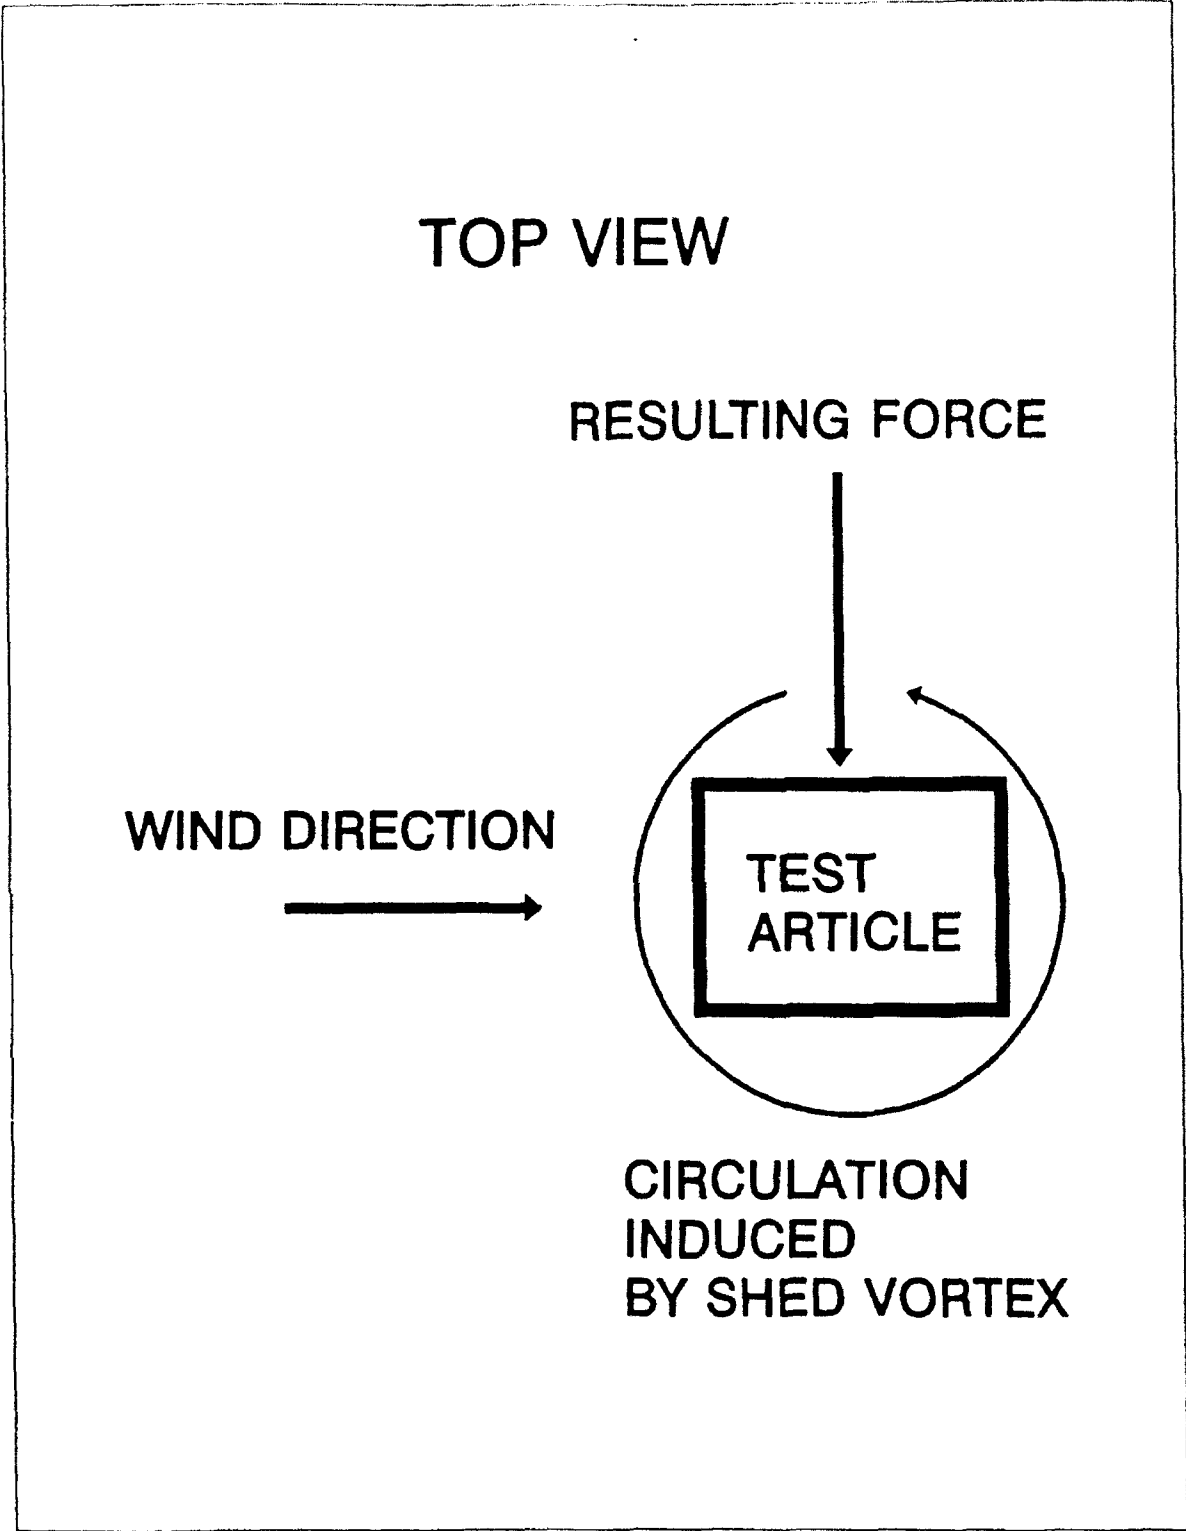 TOP VIEW
RESULTING FORCE
WIND DIRECTION
TEST
ARTICLE
CIRCULATION
INDUCED
BY SHED VORTEX